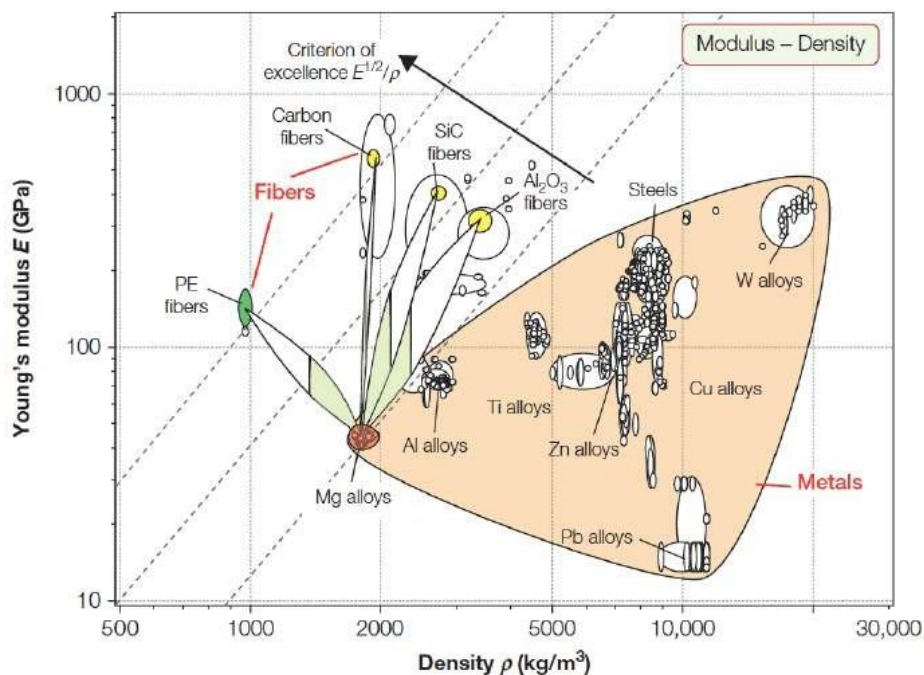 Modulus – Density
Criterion of
excellence E^1/2/ρ
1000
Carbon
fibers
SiC
fibers
Al₂O₃
fibers
Steels
Fibers
W alloys
PE
fibers
Young's modulus E (GPa)
100
Ti alloys
Cu alloys
Al alloys
Zn alloys
Mg alloys
Metals
Pb alloys
10
500
1000
2000
5000
10,000
30,000
Density ρ (kg/m³)